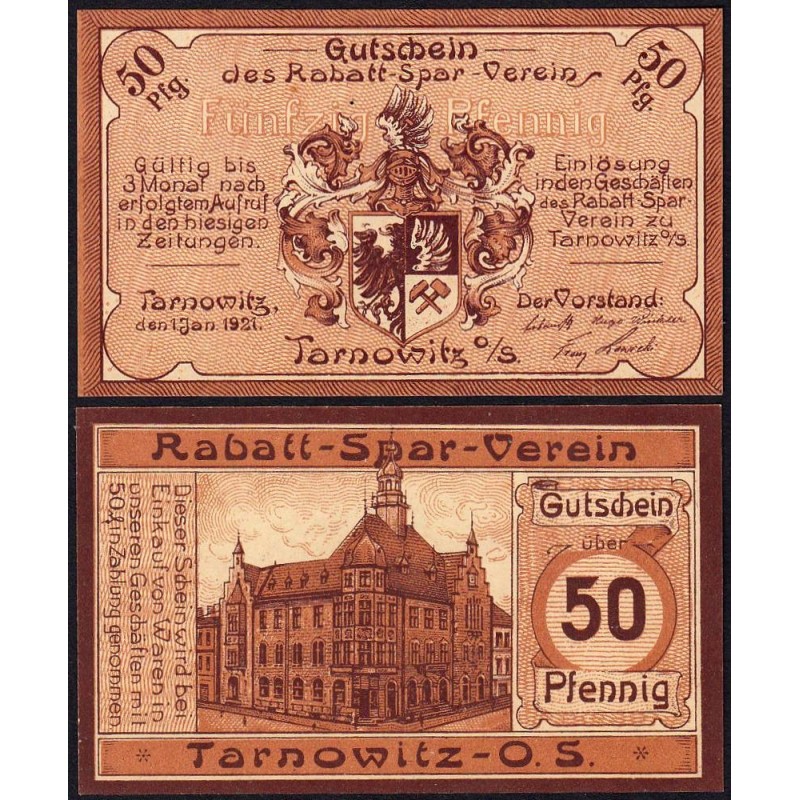 50 Pfg.
Gutschein
des Rabatt-Spar-Vereins
50 Pfg.
Fünfzig Pfennig
Gültig bis
3 Monat nach
erfolgtem Aufruf
in den hiesigen
Zeitungen.
Einlösung
in den Geschäften
des Rabatt-Spar-
Verein zu
Tarnowitz O/S.
Tarnowitz,
den 1. Jan 1921.
Der Vorstand:
Tarnowitz O/S.
Rabatt-Spar-Verein
Dieser Schein wird bei
Einkauf von Waren in
unseren Geschäften mit
50 ₰ in Zahlung genommen
Gutschein
über
50
Pfennig
* Tarnowitz-O.S. *